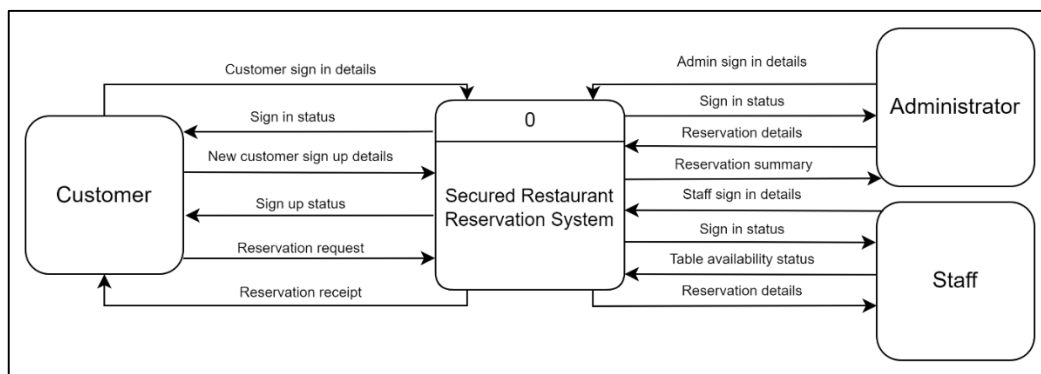 Customer sign in details
Sign in status
New customer sign up details
Customer
Sign up status
Reservation request
Reservation receipt
0
Secured Restaurant
Reservation System
Admin sign in details
Sign in status
Reservation details
Reservation summary
Administrator
Staff sign in details
Sign in status
Table availability status
Reservation details
Staff